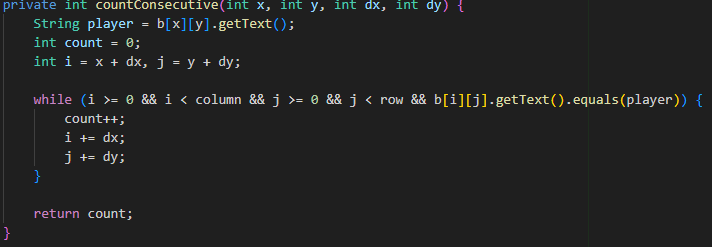 private int countConsecutive(int x, int y, int dx, int dy) {
    String player = b[x][y].getText();
    int count = 0;
    int i = x + dx, j = y + dy;

    while (i >= 0 && i < column && j >= 0 && j < row && b[i][j].getText().equals(player)) {
        count++;
        i += dx;
        j += dy;
    }

    return count;
}